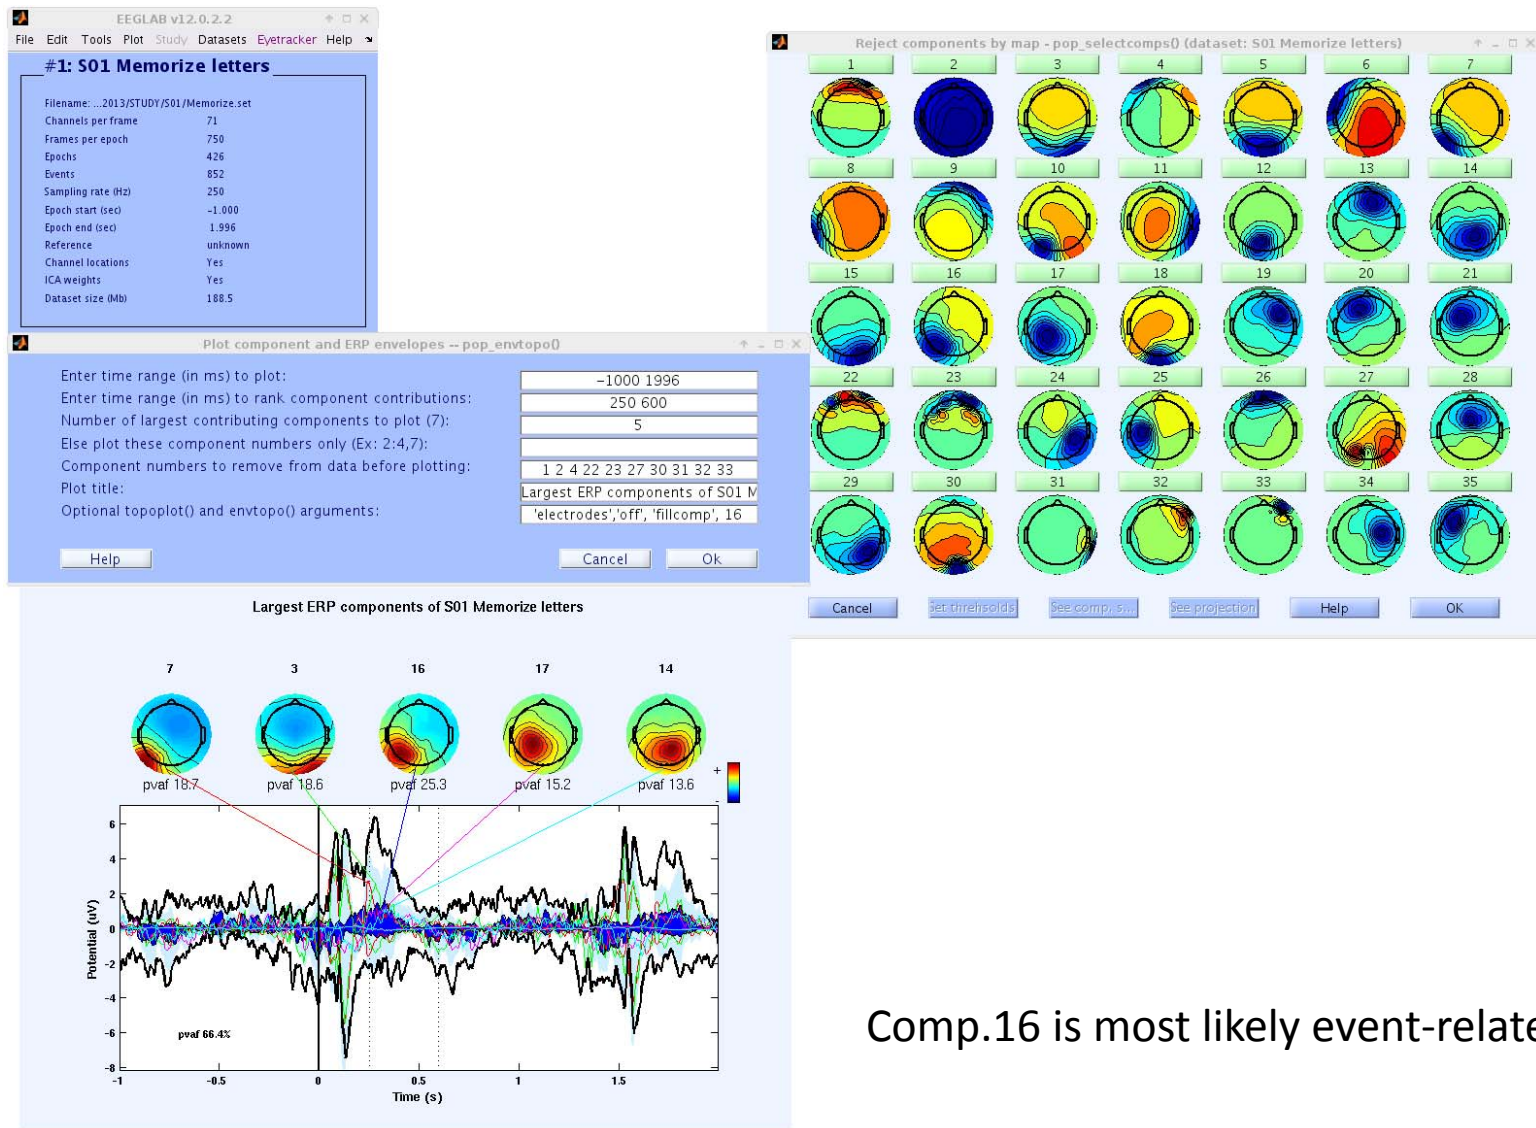 EEGLAB v12.0.2.2
File Edit Tools Plot Study Datasets Eyetracker Help
#1: S01 Memorize letters
Filename: ...2013/STUDY/S01/Memorize.set
Channels per frame 71
Frames per epoch 750
Epochs 426
Events 852
Sampling rate (Hz) 250
Epoch start (sec) -1.000
Epoch end (sec) 1.996
Reference unknown
Channel locations Yes
ICA weights Yes
Dataset size (Mb) 188.5
Reject components by map - pop_selectcomps() (dataset: S01 Memorize letters)
1 2 3 4 5 6 7
8 9 10 11 12 13 14
15 16 17 18 19 20 21
22 23 24 25 26 27 28
29 30 31 32 33 34 35
Cancel Set threhsolds See comp. s... See projection Help OK
Plot component and ERP envelopes -- pop_envtopo()
Enter time range (in ms) to plot: -1000 1996
Enter time range (in ms) to rank component contributions: 250 600
Number of largest contributing components to plot (7): 5
Else plot these component numbers only (Ex: 2:4,7):
Component numbers to remove from data before plotting: 1 2 4 22 23 27 30 31 32 33
Plot title: Largest ERP components of S01 M
Optional topoplot() and envtopo() arguments: 'electrodes','off', 'fillcomp', 16
Help Cancel Ok
Largest ERP components of S01 Memorize letters
7 3 16 17 14
pvaf 18.7 pvaf 18.6 pvaf 25.3 pvaf 15.2 pvaf 13.6
+
-
6
4
2
0
-2
-4
-6
-8
Potential (uV)
pvaf 66.4%
-1 -0.5 0 0.5 1 1.5
Time (s)
Comp.16 is most likely event-relate